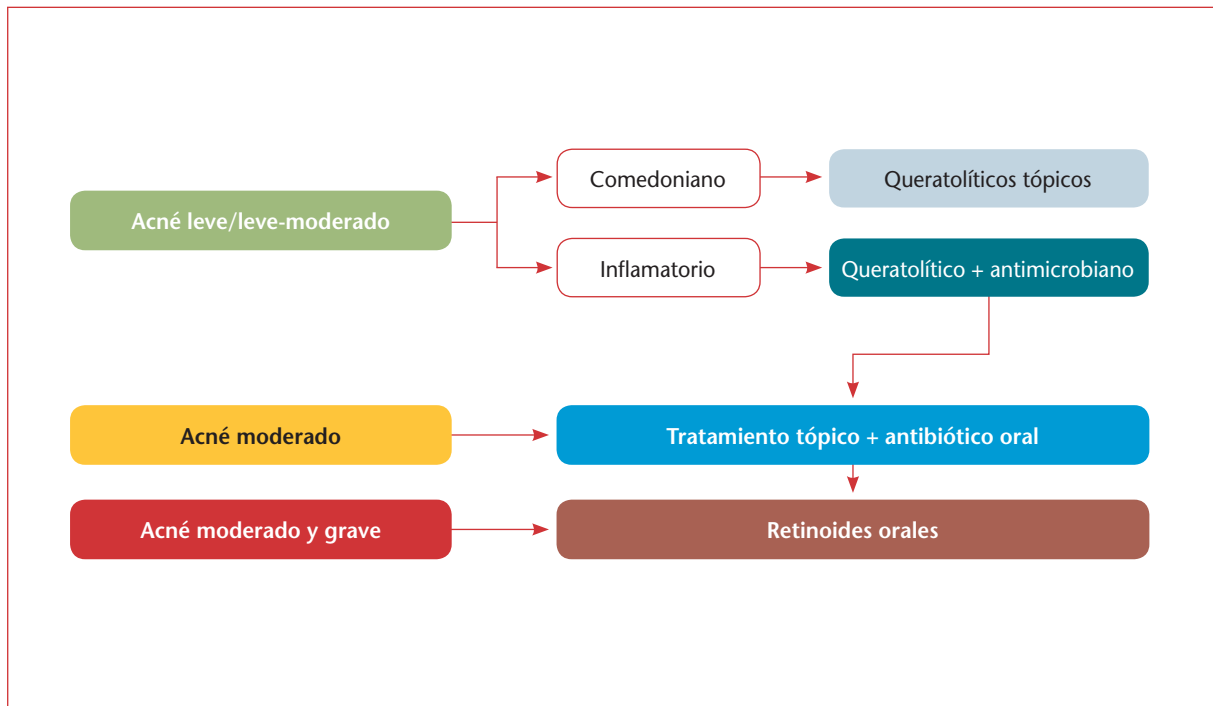 Acné leve/leve-moderado
Comedoniano
Queratolíticos tópicos
Inflamatorio
Queratolítico + antimicrobiano
Acné moderado
Tratamiento tópico + antibiótico oral
Acné moderado y grave
Retinoides orales